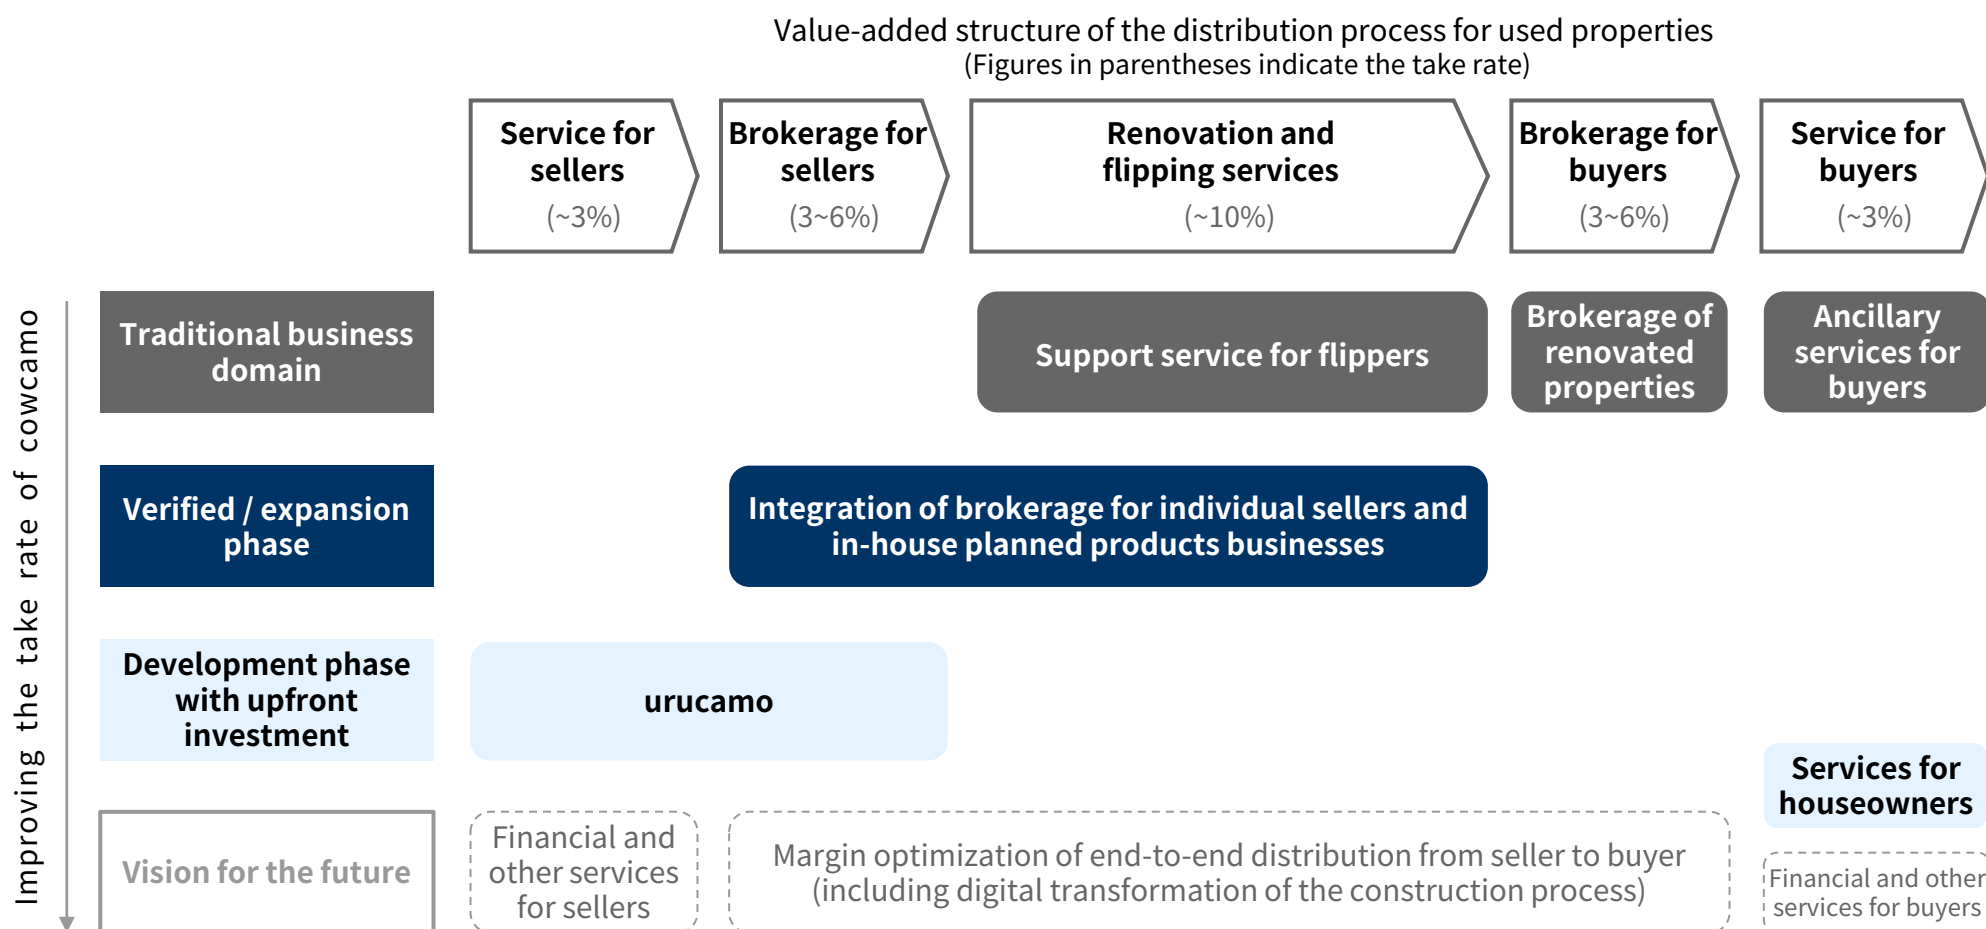 Value-added structure of the distribution process for used properties
(Figures in parentheses indicate the take rate)
Service for
sellers
(~3%)
Brokerage for
sellers
(3~6%)
Renovation and
flipping services
(~10%)
Brokerage for
buyers
(3~6%)
Service for
buyers
(~3%)
Improving the take rate of cowcamo
Traditional business
domain
Support service for flippers
Brokerage of
renovated
properties
Ancillary
services for
buyers
Verified / expansion
phase
Integration of brokerage for individual sellers and
in-house planned products businesses
Development phase
with upfront
investment
urucamo
Services for
houseowners
Vision for the future
Financial and
other services
for sellers
Margin optimization of end-to-end distribution from seller to buyer
(including digital transformation of the construction process)
Financial and other
services for buyers